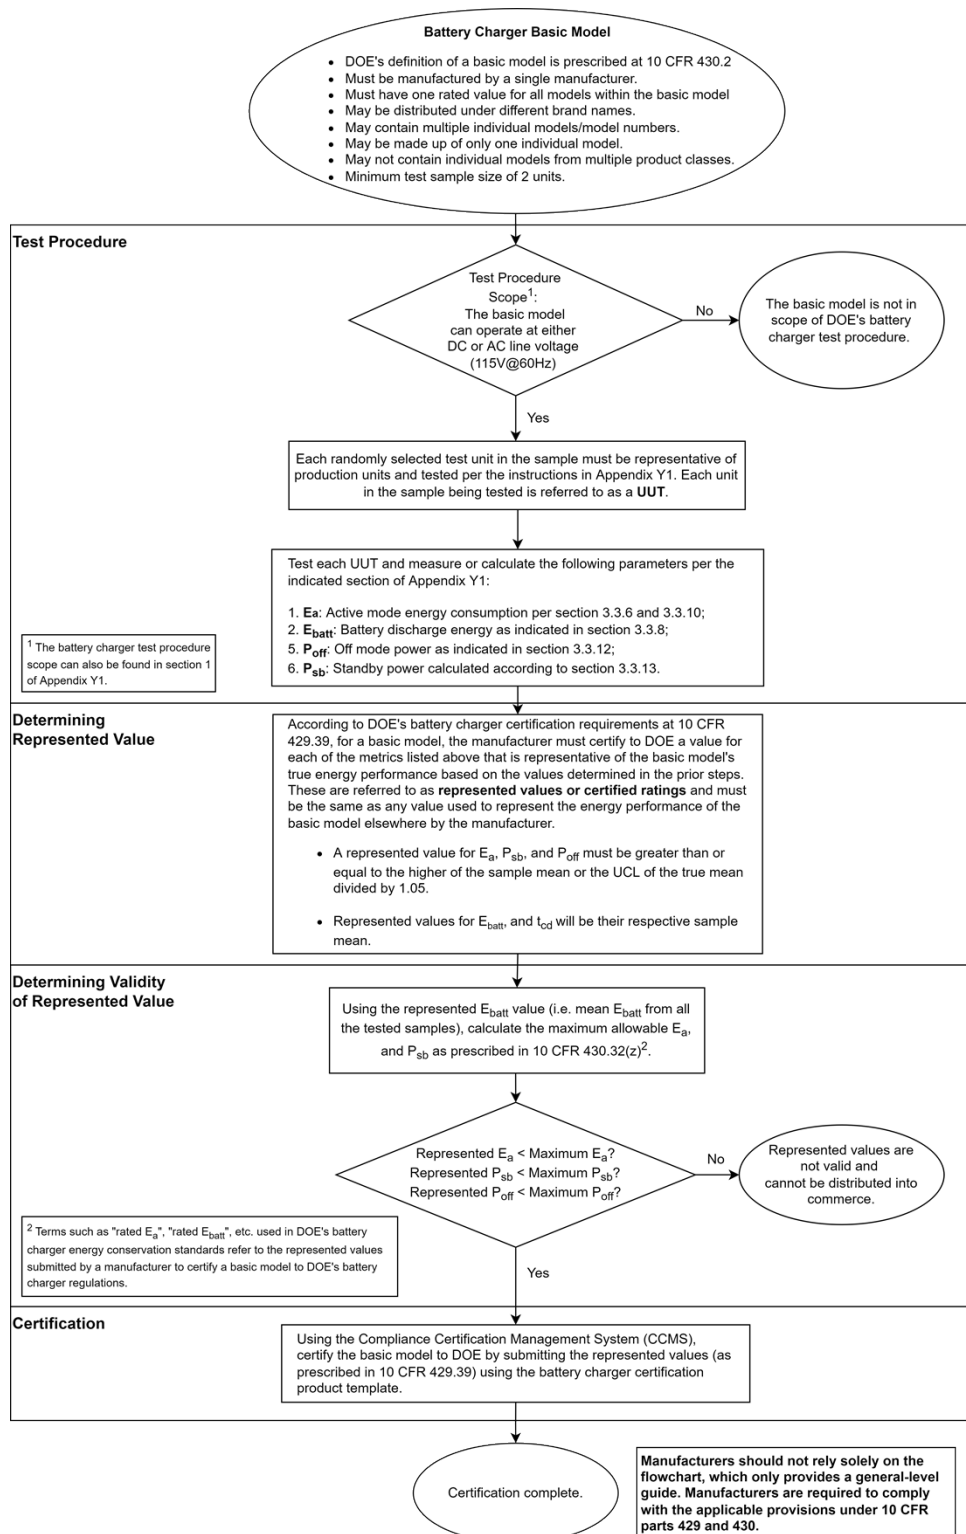 Battery Charger Basic Model
• DOE's definition of a basic model is prescribed at 10 CFR 430.2
• Must be manufactured by a single manufacturer.
• Must have one rated value for all models within the basic model
• May be distributed under different brand names.
• May contain multiple individual models/model numbers.
• May be made up of only one individual model.
• May not contain individual models from multiple product classes.
• Minimum test sample size of 2 units.
Test Procedure
Test Procedure
Scope1:
The basic model
can operate at either
DC or AC line voltage
(115V@60Hz)
No
The basic model is not in
scope of DOE's battery
charger test procedure.
Yes
Each randomly selected test unit in the sample must be representative of
production units and tested per the instructions in Appendix Y1. Each unit
in the sample being tested is referred to as a UUT.
Test each UUT and measure or calculate the following parameters per the
indicated section of Appendix Y1:
1. Ea: Active mode energy consumption per section 3.3.6 and 3.3.10;
2. Ebatt: Battery discharge energy as indicated in section 3.3.8;
5. Poff: Off mode power as indicated in section 3.3.12;
6. Psb: Standby power calculated according to section 3.3.13.
1 The battery charger test procedure
scope can also be found in section 1
of Appendix Y1.
Determining
Represented Value
According to DOE's battery charger certification requirements at 10 CFR
429.39, for a basic model, the manufacturer must certify to DOE a value for
each of the metrics listed above that is representative of the basic model's
true energy performance based on the values determined in the prior steps.
These are referred to as represented values or certified ratings and must
be the same as any value used to represent the energy performance of the
basic model elsewhere by the manufacturer.
• A represented value for Ea, Psb, and Poff must be greater than or
equal to the higher of the sample mean or the UCL of the true mean
divided by 1.05.
• Represented values for Ebatt, and tcd will be their respective sample
mean.
Determining Validity
of Represented Value
Using the represented Ebatt value (i.e. mean Ebatt from all
the tested samples), calculate the maximum allowable Ea,
and Psb as prescribed in 10 CFR 430.32(z)2.
Represented Ea < Maximum Ea?
Represented Psb < Maximum Psb?
Represented Poff < Maximum Poff?
No
Represented values are
not valid and
cannot be distributed into
commerce.
2 Terms such as "rated Ea", "rated Ebatt", etc. used in DOE's battery
charger energy conservation standards refer to the represented values
submitted by a manufacturer to certify a basic model to DOE's battery
charger regulations.
Yes
Certification
Using the Compliance Certification Management System (CCMS),
certify the basic model to DOE by submitting the represented values (as
prescribed in 10 CFR 429.39) using the battery charger certification
product template.
Certification complete.
Manufacturers should not rely solely on the
flowchart, which only provides a general-level
guide. Manufacturers are required to comply
with the applicable provisions under 10 CFR
parts 429 and 430.